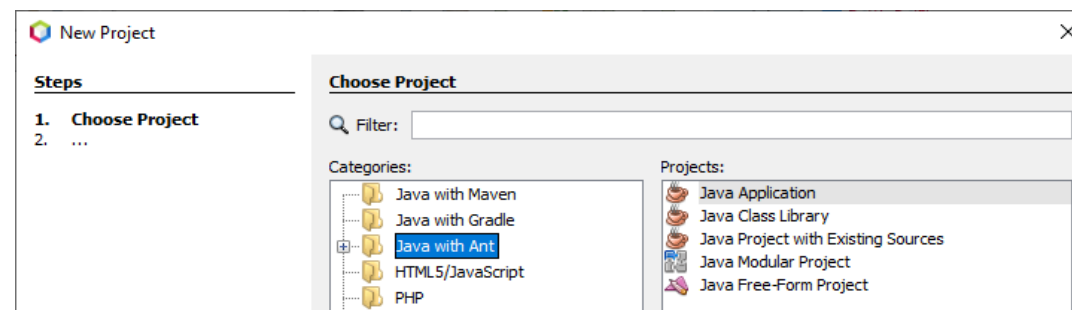 New Project
Steps
1. Choose Project
2. ...
Choose Project
Filter:
Categories:
Java with Maven
Java with Gradle
Java with Ant
HTML5/JavaScript
PHP
Projects:
Java Application
Java Class Library
Java Project with Existing Sources
Java Modular Project
Java Free-Form Project